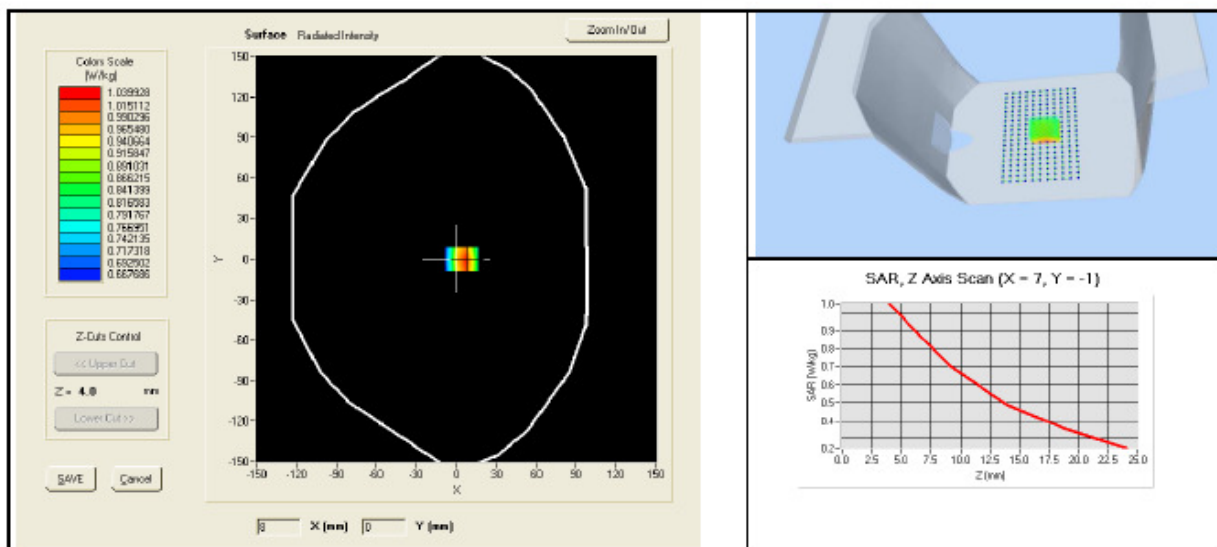 Surface Radiated Intensity
Zoom In/Out
Colors Scale
[W/kg]
1.039928
1.015112
0.990296
0.965480
0.940664
0.915847
0.891031
0.866215
0.841399
0.816583
0.791767
0.766951
0.742135
0.717318
0.692502
0.667686
150
120
90
60
30
0
-30
-60
-90
-120
-150
Y
-150 -120 -90 -60 -30 0 30 60 90 120 150
X
Z-Cuts Control
<< Upper Cut
Z = 4.0 mm
Lower Cut >>
SAVE Cancel
8 X (mm) 0 Y (mm)
SAR, Z Axis Scan (X = 7, Y = -1)
SAR [W/kg]
1.0
0.9
0.8
0.7
0.6
0.5
0.4
0.3
0.2
0.0 2.5 5.0 7.5 10.0 12.5 15.0 17.5 20.0 22.5 25.0
Z (mm)